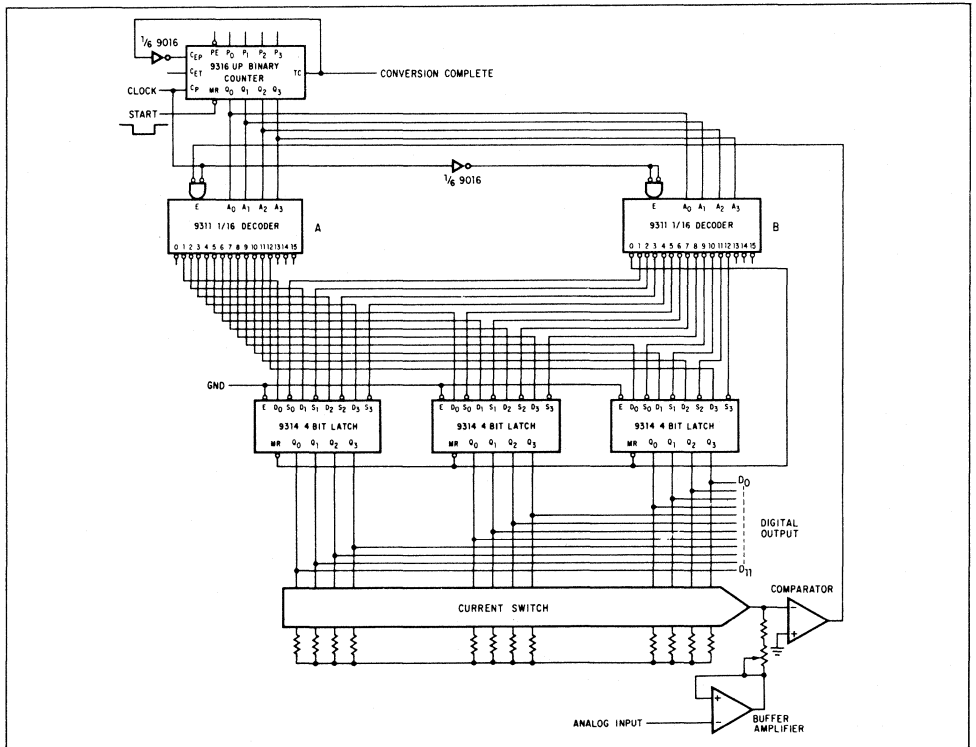 1/6 9016
PE P0 P1 P2 P3
CEP
9316 UP BINARY
COUNTER
CET
TC
CONVERSION COMPLETE
CLOCK
CP
MR Q0 Q1 Q2 Q3
START
1/6 9016
E A0 A1 A2 A3
9311 1/16 DECODER
A
0 1 2 3 4 5 6 7 8 9 10 11 12 13 14 15
E A0 A1 A2 A3
9311 1/16 DECODER
B
0 1 2 3 4 5 6 7 8 9 10 11 12 13 14 15
GND
E D0 S0 D1 S1 D2 S2 D3 S3
9314 4 BIT LATCH
MR Q0 Q1 Q2 Q3
E D0 S0 D1 S1 D2 S2 D3 S3
9314 4 BIT LATCH
MR Q0 Q1 Q2 Q3
E D0 S0 D1 S1 D2 S2 D3 S3
9314 4 BIT LATCH
MR Q0 Q1 Q2 Q3
D0
DIGITAL
OUTPUT
D11
COMPARATOR
CURRENT SWITCH
- 
+
+
-
ANALOG INPUT
BUFFER
AMPLIFIER